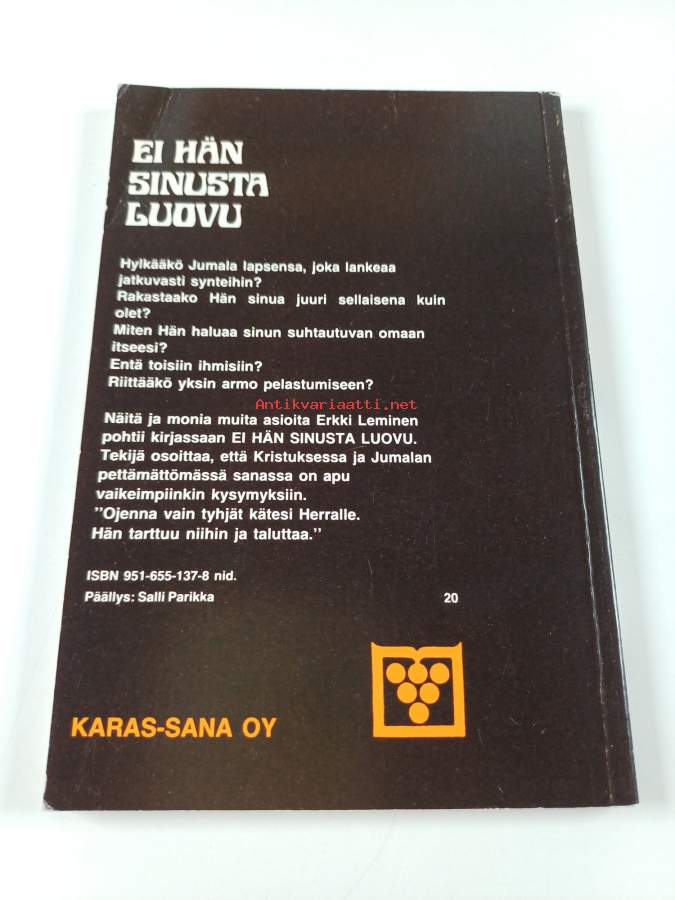 EI HÄN
SINUSTA
LUOVU
Hylkääkö Jumala lapsensa, joka lankeaa
jatkuvasti synteihin?
Rakastaako Hän sinua juuri sellaisena kuin
olet?
Miten Hän haluaa sinun suhtautuvan omaan
itseesi?
Entä toisiin ihmisiin?
Riittääkö yksin armo pelastumiseen?
Antikvariaatti.net
Näitä ja monia muita asioita Erkki Leminen
pohtii kirjassaan EI HÄN SINUSTA LUOVU.
Tekijä osoittaa, että Kristuksessa ja Jumalan
pettämättömässä sanassa on apu
vaikeimpiinkin kysymyksiin.
”Ojenna vain tyhjät kätesi Herralle.
Hän tarttuu niihin ja taluttaa.”
ISBN 951-655-137-8 nid.
Päällys: Salli Parikka 20
KARAS-SANA OY